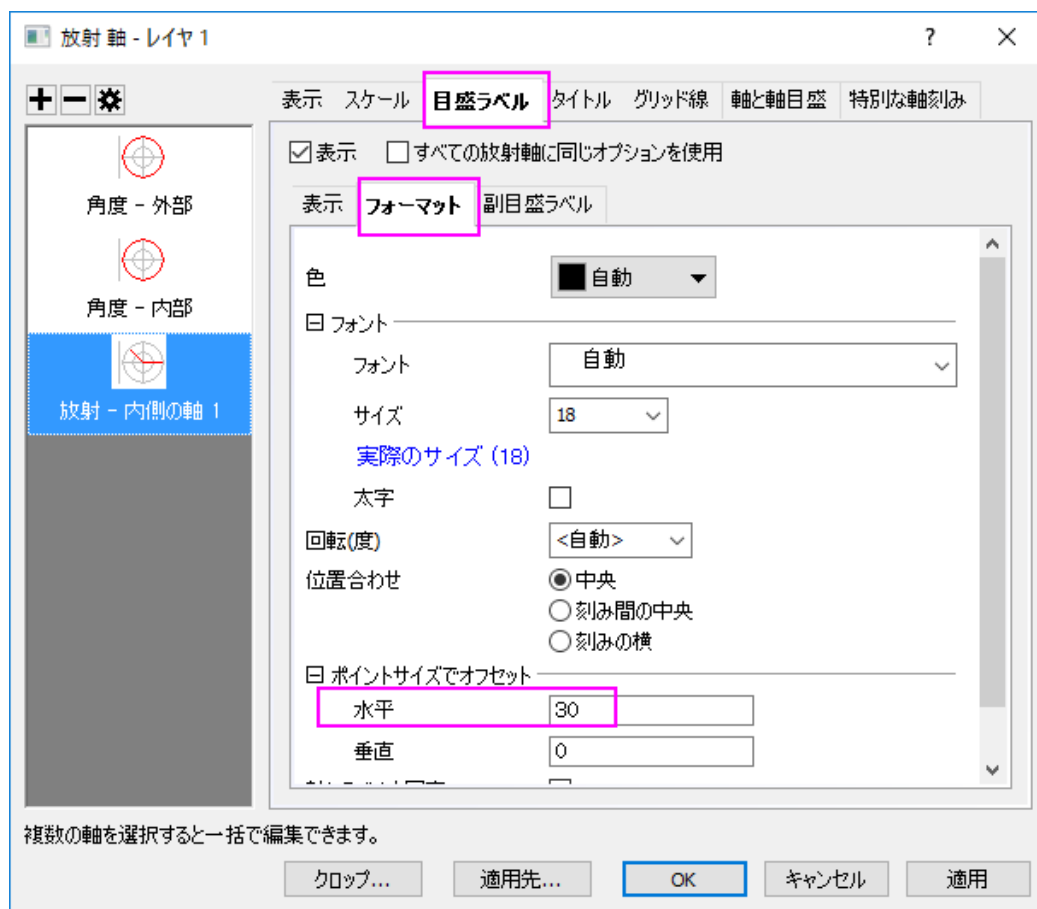 放射 軸 - レイヤ 1
?
表示 スケール 目盛ラベル タイトル グリッド線 軸と軸目盛 特別な軸刻み
表示 すべての放射軸に同じオプションを使用
角度 - 外部
表示 フォーマット 副目盛ラベル
色 自動
角度 - 内部
フォント
フォント 自動
放射 - 内側の軸 1
サイズ 18
実際のサイズ (18)
太字
回転(度) <自動>
位置合わせ 中央
刻み間の中央
刻みの横
ポイントサイズでオフセット
水平 30
垂直 0
複数の軸を選択すると一括で編集できます。
クロップ... 適用先... OK キャンセル 適用